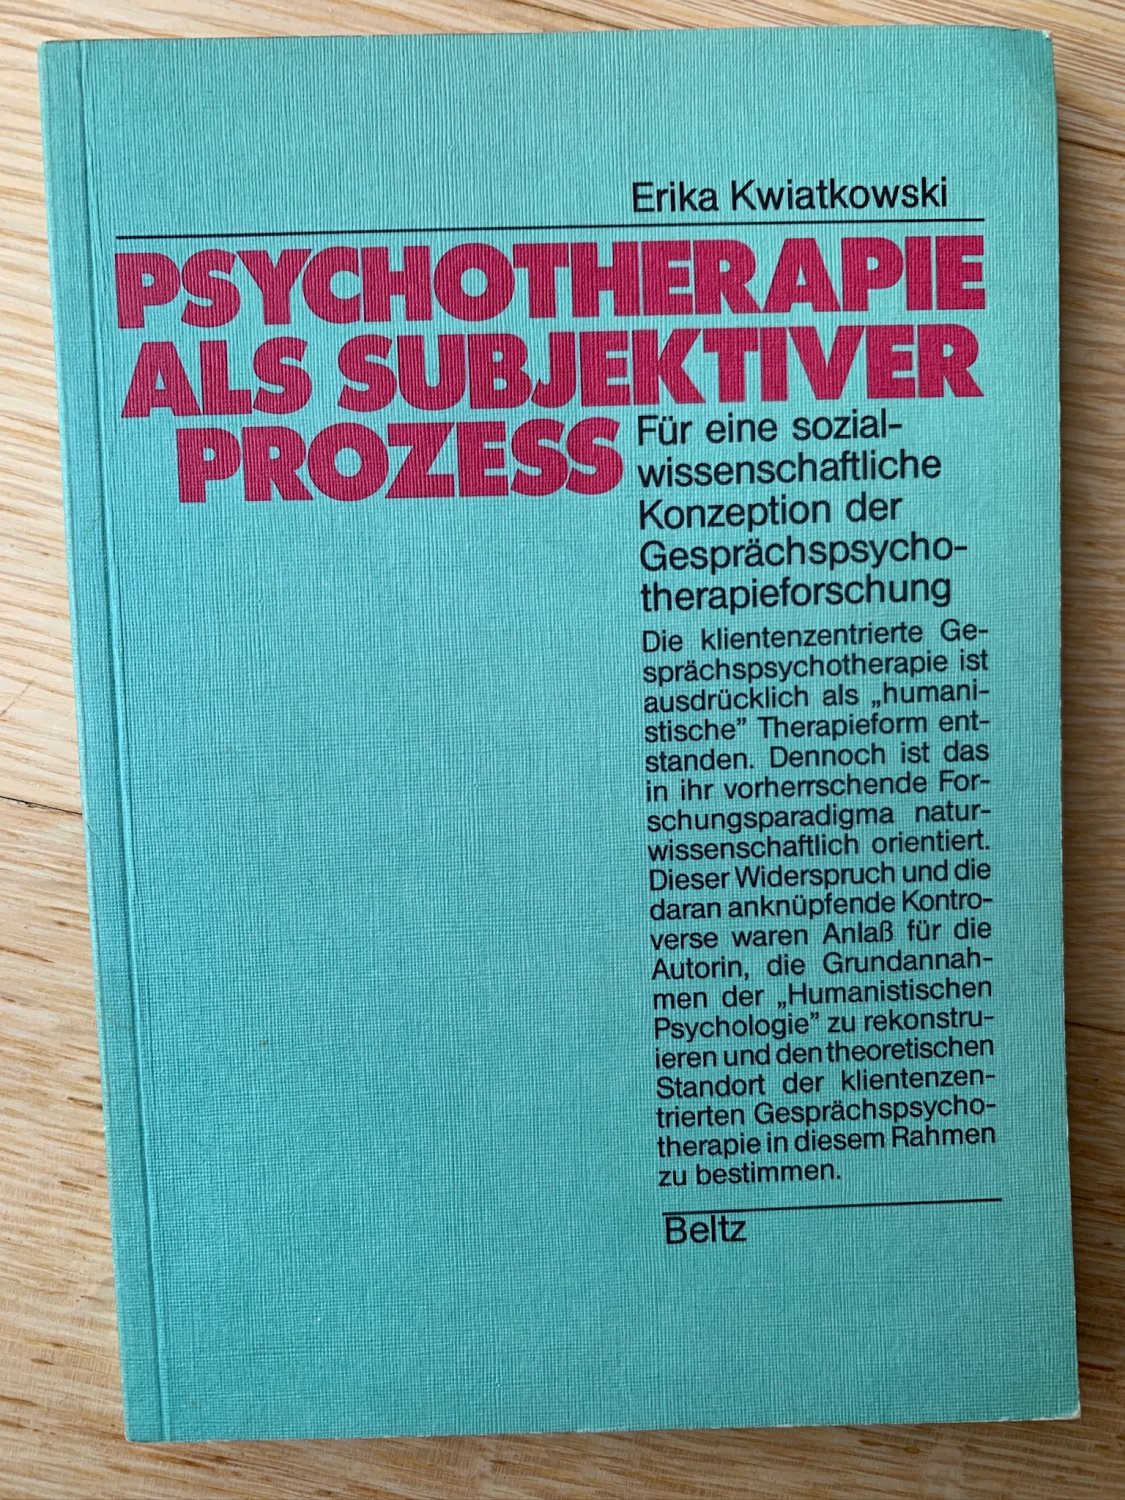 Erika Kwiatkowski
PSYCHOTHERAPIE
ALS SUBJEKTIVER
PROZESS
Für eine sozial-
wissenschaftliche
Konzeption der
Gesprächspsycho-
therapieforschung
Die klientenzentrierte Ge-
sprächspsychotherapie ist
ausdrücklich als „humani-
stische” Therapieform ent-
standen. Dennoch ist das
in ihr vorherrschende For-
schungsparadigma natur-
wissenschaftlich orientiert.
Dieser Widerspruch und die
daran anknüpfende Kontro-
verse waren Anlaß für die
Autorin, die Grundannah-
men der „Humanistischen
Psychologie” zu rekonstru-
ieren und den theoretischen
Standort der klientenzen-
trierten Gesprächspsycho-
therapie in diesem Rahmen
zu bestimmen.
Beltz